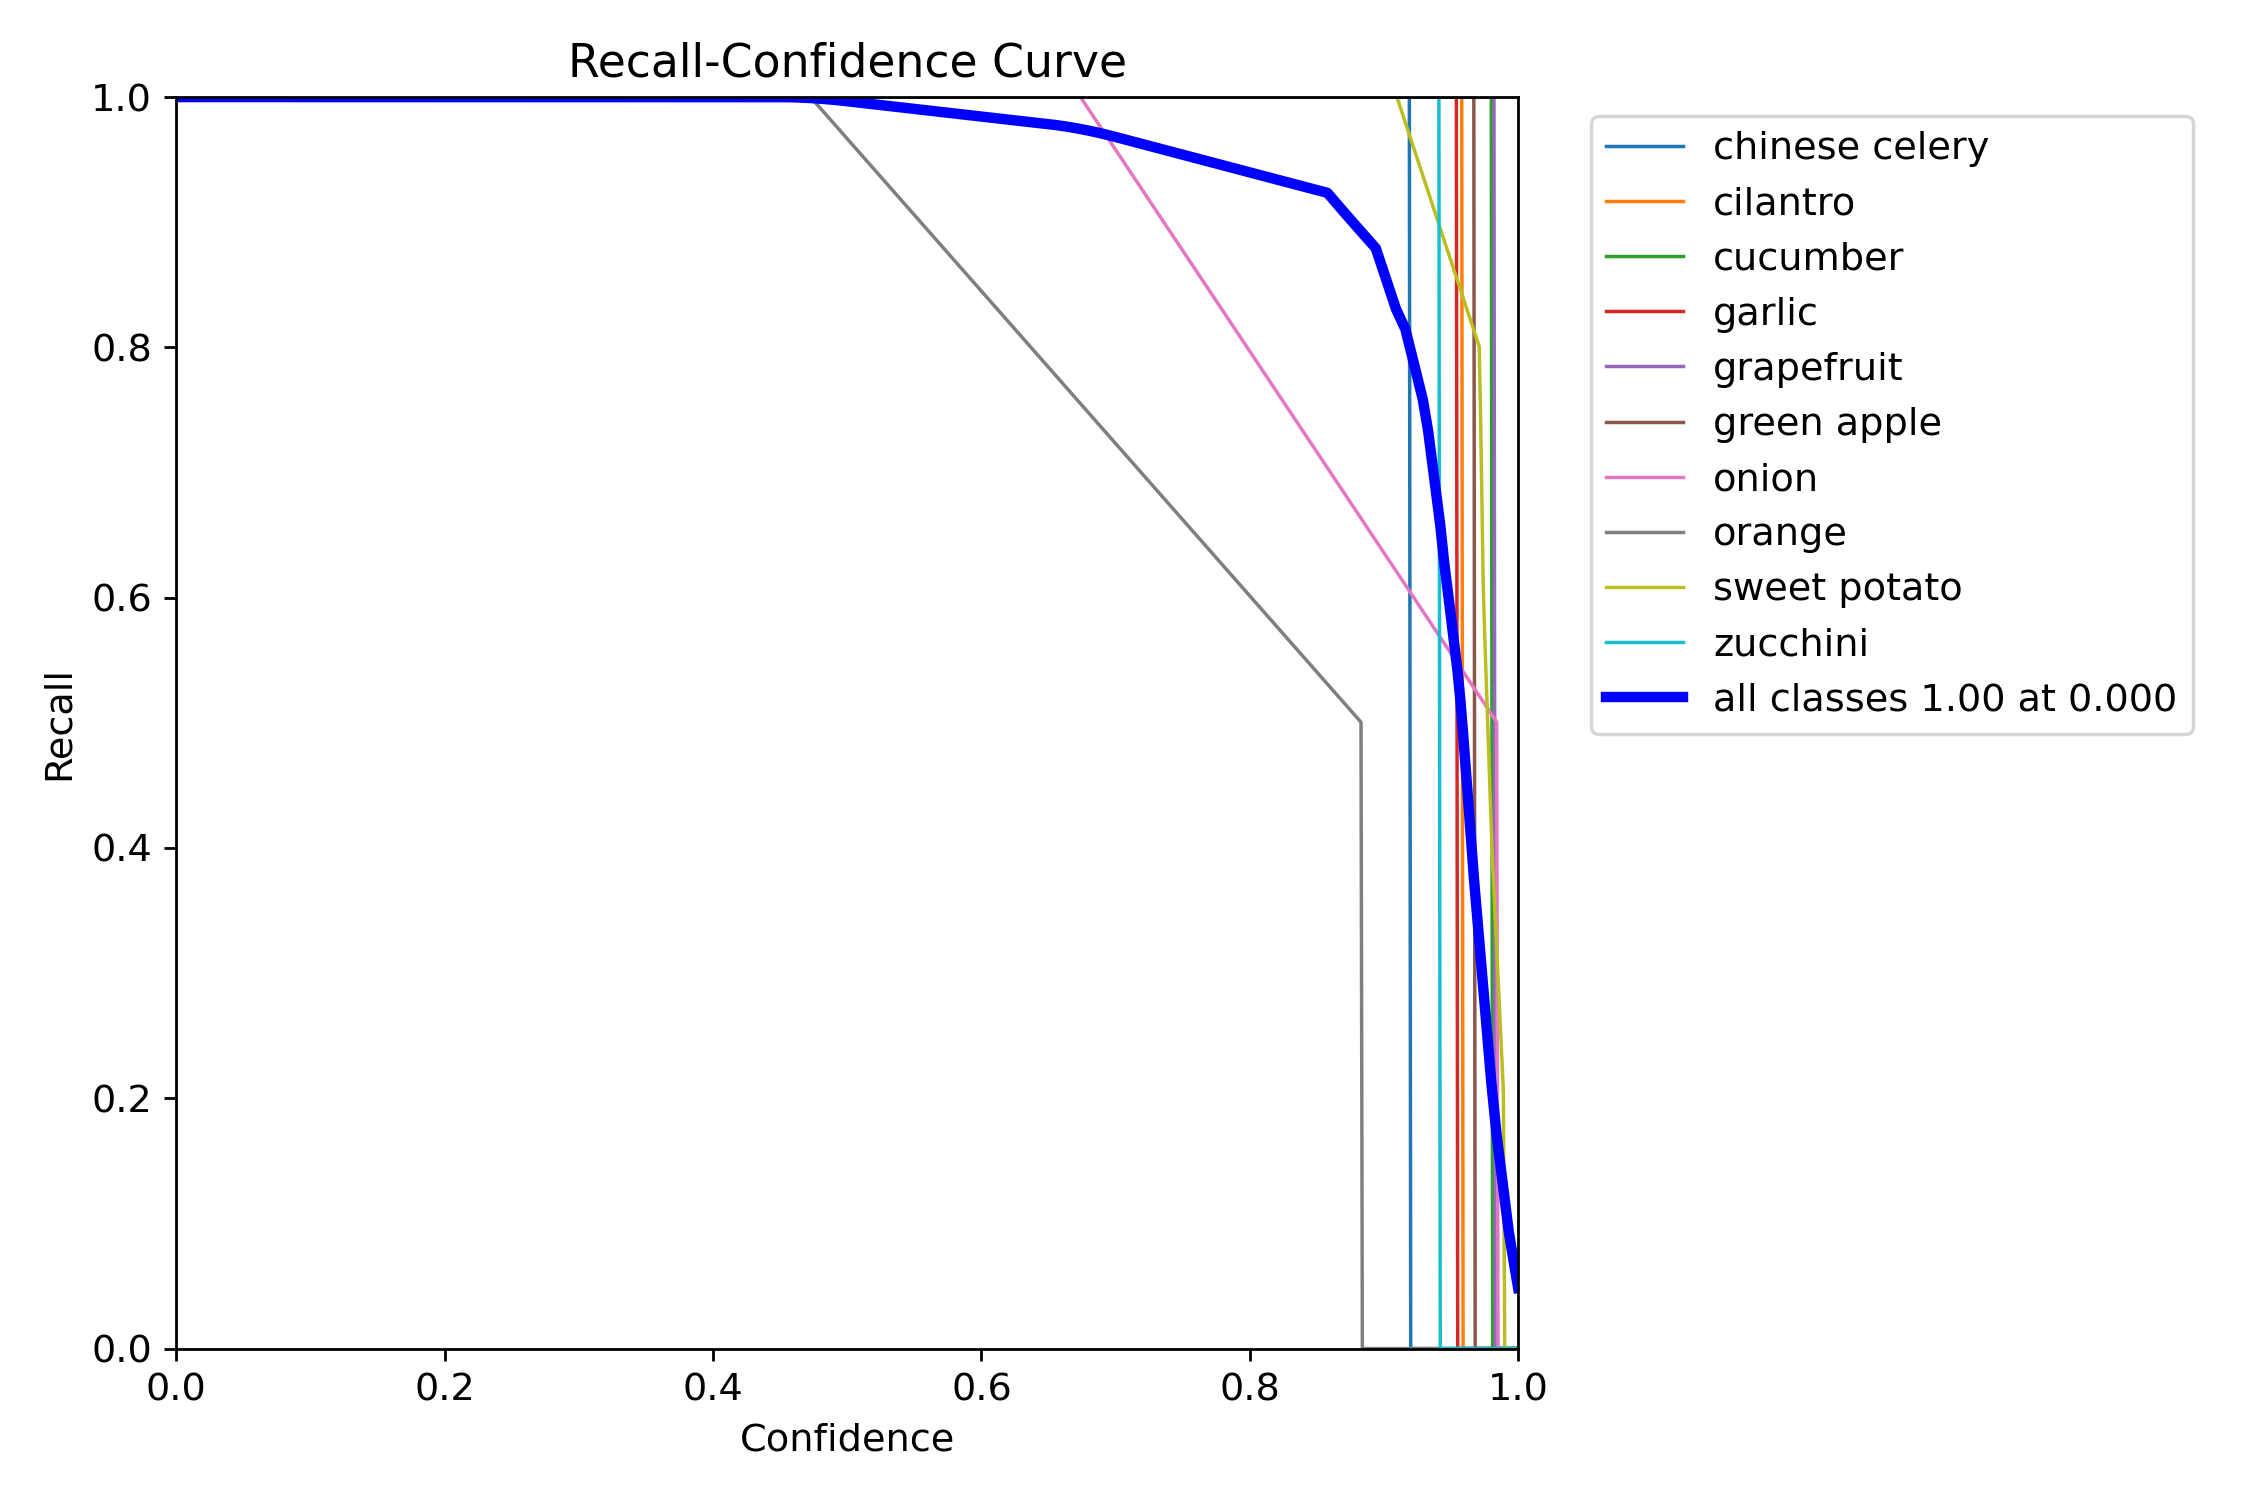 Recall-Confidence Curve
1.0
0.8
0.6
0.4
0.2
0.0
Recall
0.0 0.2 0.4 0.6 0.8 1.0
Confidence
chinese celery
cilantro
cucumber
garlic
grapefruit
green apple
onion
orange
sweet potato
zucchini
all classes 1.00 at 0.000